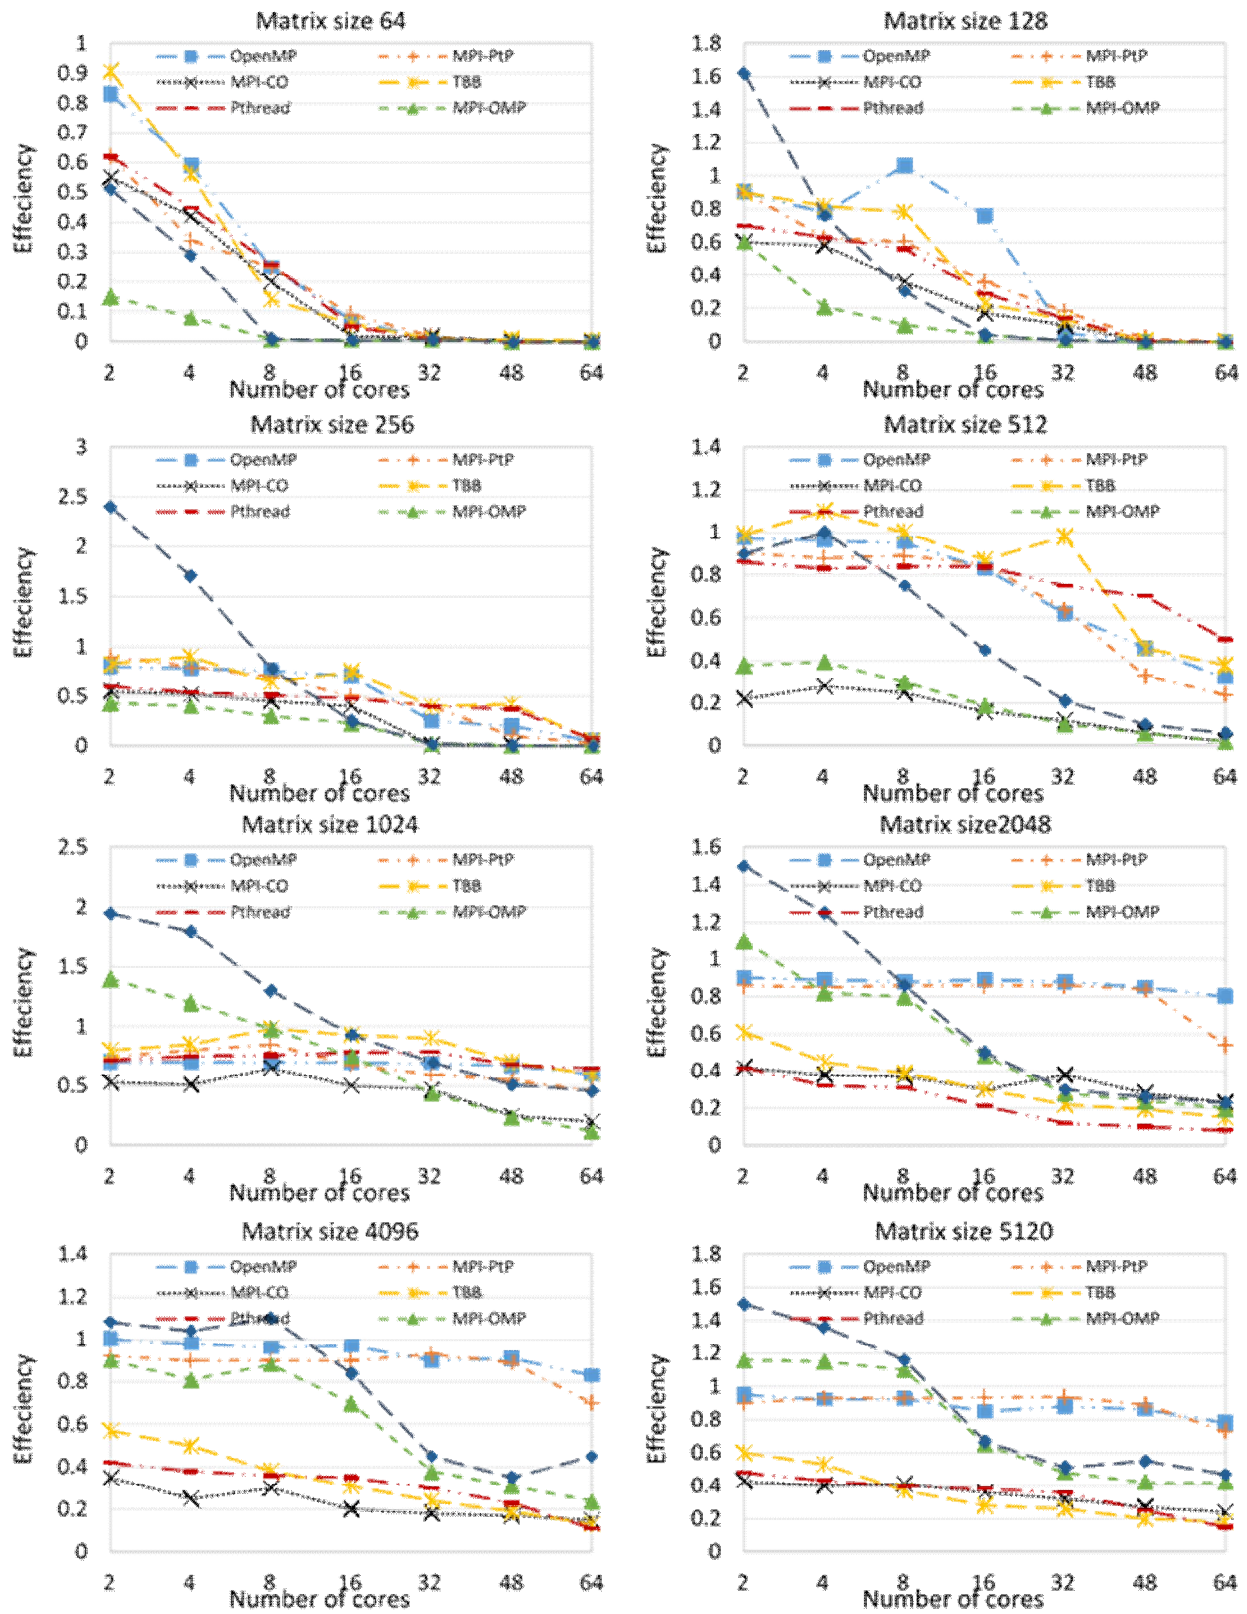 Matrix size 64
1
0.9
0.8
0.7
0.6
0.5
0.4
0.3
0.2
0.1
0
Effeciency
OpenMP MPI-PtP
MPI-CO TBB
Pthread MPI-OMP
2 4 8 16 32 48 64
Number of cores
Matrix size 128
1.8
1.6
1.4
1.2
1
0.8
0.6
0.4
0.2
0
Effeciency
OpenMP MPI-PtP
MPI-CO TBB
Pthread MPI-OMP
2 4 8 16 32 48 64
Number of cores
Matrix size 256
3
2.5
2
1.5
1
0.5
0
Effeciency
OpenMP MPI-PtP
MPI-CO TBB
Pthread MPI-OMP
2 4 8 16 32 48 64
Number of cores
Matrix size 512
1.4
1.2
1
0.8
0.6
0.4
0.2
0
Effeciency
OpenMP MPI-PtP
MPI-CO TBB
Pthread MPI-OMP
2 4 8 16 32 48 64
Number of cores
Matrix size 1024
2.5
2
1.5
1
0.5
0
Effeciency
OpenMP MPI-PtP
MPI-CO TBB
Pthread MPI-OMP
2 4 8 16 32 48 64
Number of cores
Matrix size2048
1.6
1.4
1.2
1
0.8
0.6
0.4
0.2
0
Effeciency
OpenMP MPI-PtP
MPI-CO TBB
Pthread MPI-OMP
2 4 8 16 32 48 64
Number of cores
Matrix size 4096
1.4
1.2
1
0.8
0.6
0.4
0.2
0
Effeciency
OpenMP MPI-PtP
MPI-CO TBB
Pthread MPI-OMP
2 4 8 16 32 48 64
Number of cores
Matrix size 5120
1.8
1.6
1.4
1.2
1
0.8
0.6
0.4
0.2
0
Effeciency
OpenMP MPI-PtP
MPI-CO TBB
Pthread MPI-OMP
2 4 8 16 32 48 64
Number of cores